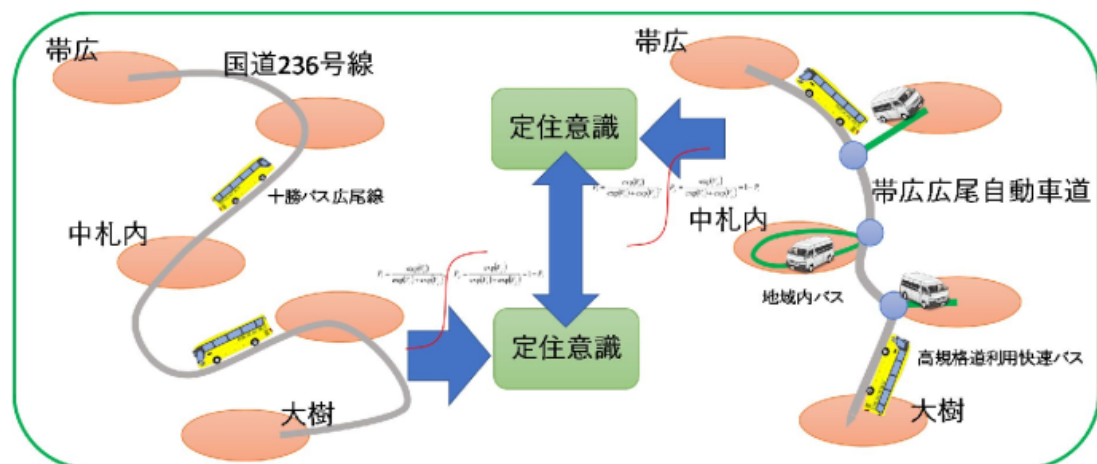 帯広
国道236号線
十勝バス広尾線
中札内
大樹
定住意識
定住意識
帯広
帯広広尾自動車道
中札内
地域内バス
高規格道利用快速バス
大樹